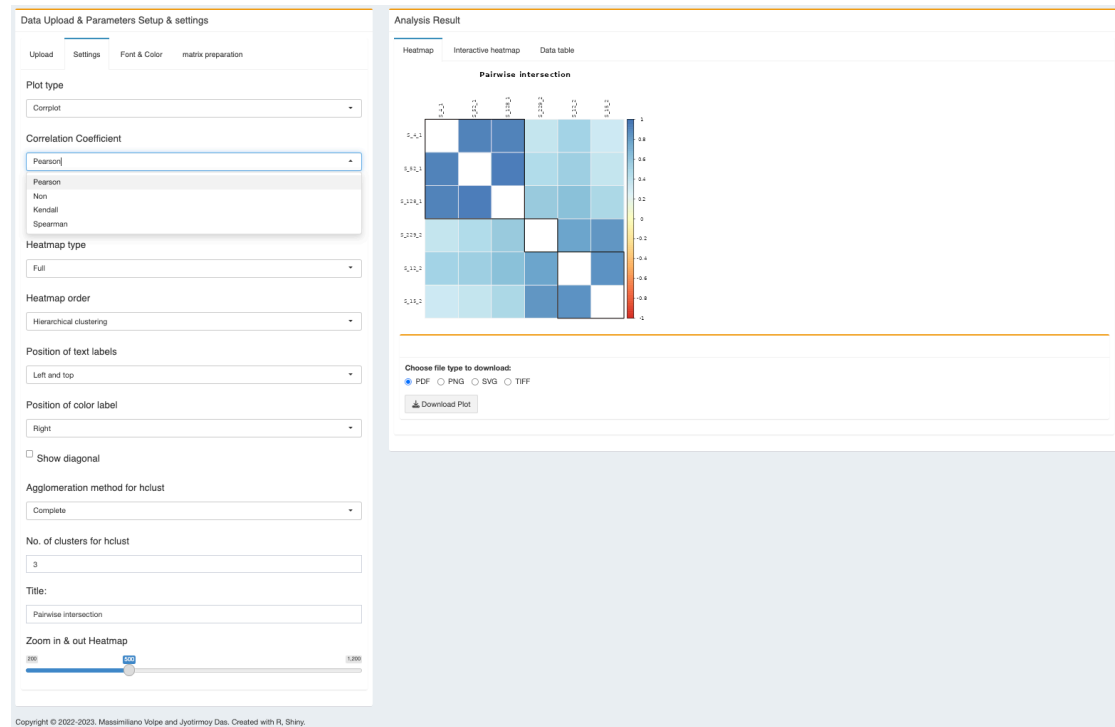 Data Upload & Parameters Setup & settings
Upload
Settings
Font & Color
matrix preparation
Plot type
Corrplot
Correlation Coefficient
Pearson
Pearson
Non
Kendall
Spearman
Heatmap type
Full
Heatmap order
Hierarchical clustering
Position of text labels
Left and top
Position of color label
Right
Show diagonal
Agglomeration method for hclust
Complete
No. of clusters for hclust
3
Title:
Pairwise intersection
Zoom in & out Heatmap
200
500
1,200
Copyright © 2022-2023. Massimiliano Volpe and Jyotirmoy Das. Created with R, Shiny.
Analysis Result
Heatmap
Interactive heatmap
Data table
Pairwise intersection
S_4_1
S_128_1
S_4_1
S_128_1
1
0.8
0.6
0.4
0.2
0
-0.2
-0.4
-0.6
-0.8
-1
Choose file type to download:
PDF PNG SVG TIFF
Download Plot